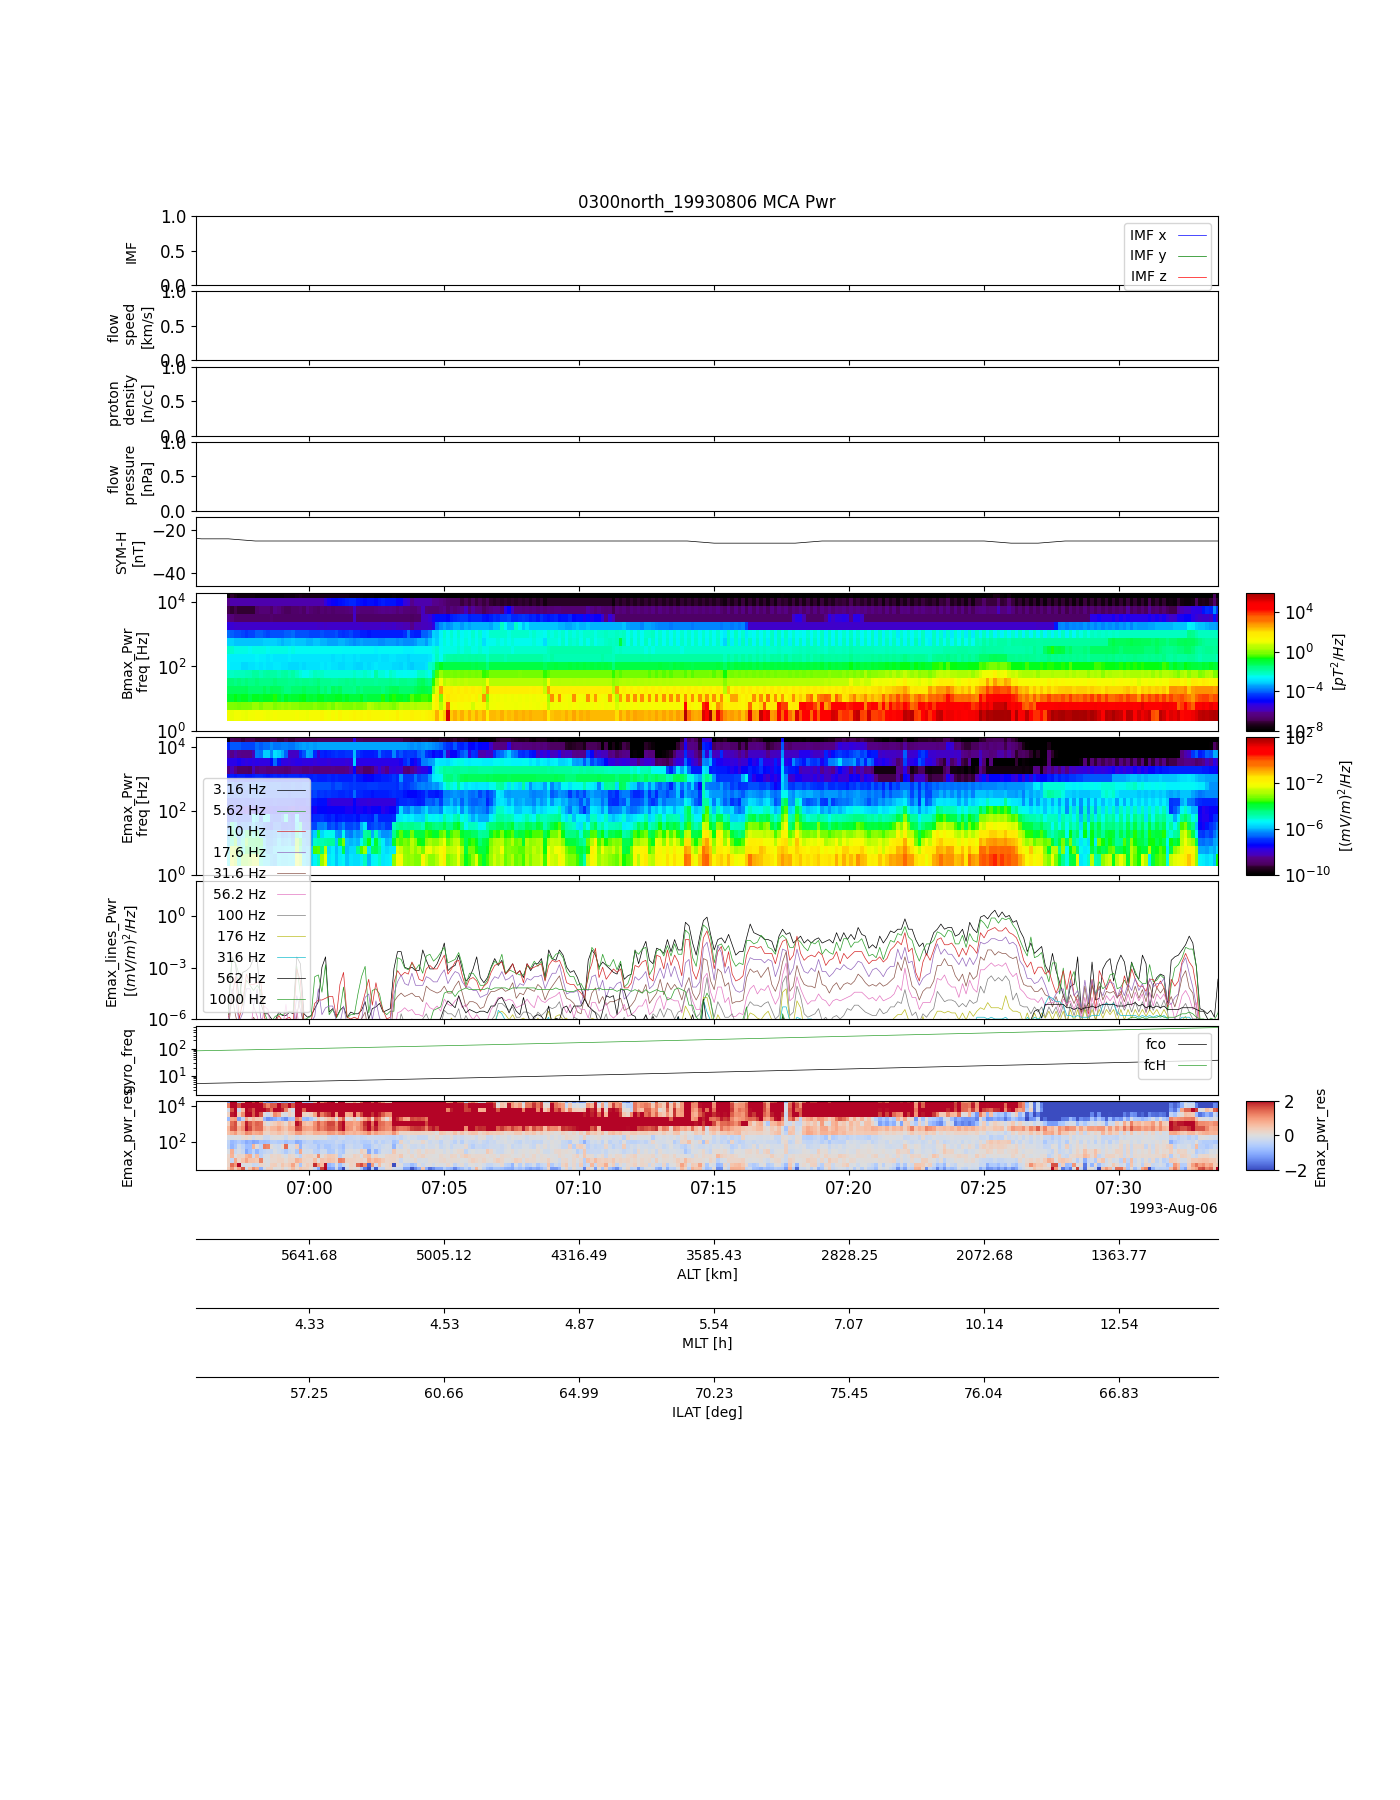 0300north_19930806 MCA Pwr
1.0
0.5
0.0
IMF
IMF x
IMF y
IMF z
1.0
0.5
0.0
flow
speed
[km/s]
1.0
0.5
0.0
proton
density
[n/cc]
1.0
0.5
0.0
flow
pressure
[nPa]
−20
−40
SYM-H
[nT]
10^4
10^2
10^0
Bmax_Pwr
freq [Hz]
10^4
10^0
10^−4
10^−8
[pT^2/Hz]
10^4
10^2
10^0
Emax_Pwr
freq [Hz]
10^2
10^−2
10^−6
10^−10
[(mV/m)^2/Hz]
3.16 Hz
5.62 Hz
10 Hz
17.6 Hz
31.6 Hz
56.2 Hz
100 Hz
176 Hz
316 Hz
562 Hz
1000 Hz
10^0
10^−3
10^−6
Emax_lines_Pwr
[(mV/m)^2/Hz]
10^2
10^1
gyro_freq
fco
fcH
10^4
10^2
Emax_pwr_res
2
0
−2
Emax_pwr_res
07:00 07:05 07:10 07:15 07:20 07:25 07:30
1993-Aug-06
5641.68 5005.12 4316.49 3585.43 2828.25 2072.68 1363.77
ALT [km]
4.33 4.53 4.87 5.54 7.07 10.14 12.54
MLT [h]
57.25 60.66 64.99 70.23 75.45 76.04 66.83
ILAT [deg]